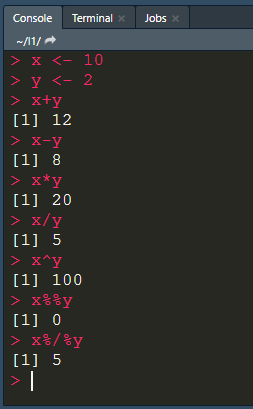 Console Terminal × Jobs ×
~/l1/
> x <- 10
> y <- 2
> x+y
[1] 12
> x-y
[1] 8
> x*y
[1] 20
> x/y
[1] 5
> x^y
[1] 100
> x%%y
[1] 0
> x%/%y
[1] 5
>